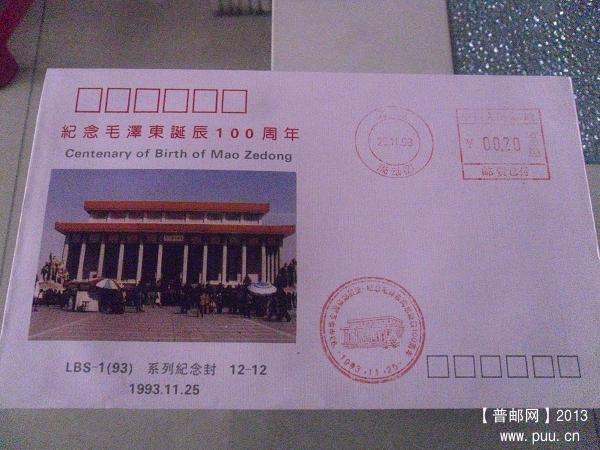 紀念毛澤東誕辰100周年
Centenary of Birth of Mao Zedong
LBS-1(93) 系列紀念封 12-12
1993.11.25
¥ 0020
·1993.11.25·
【普邮网】2013
www.puu.cn